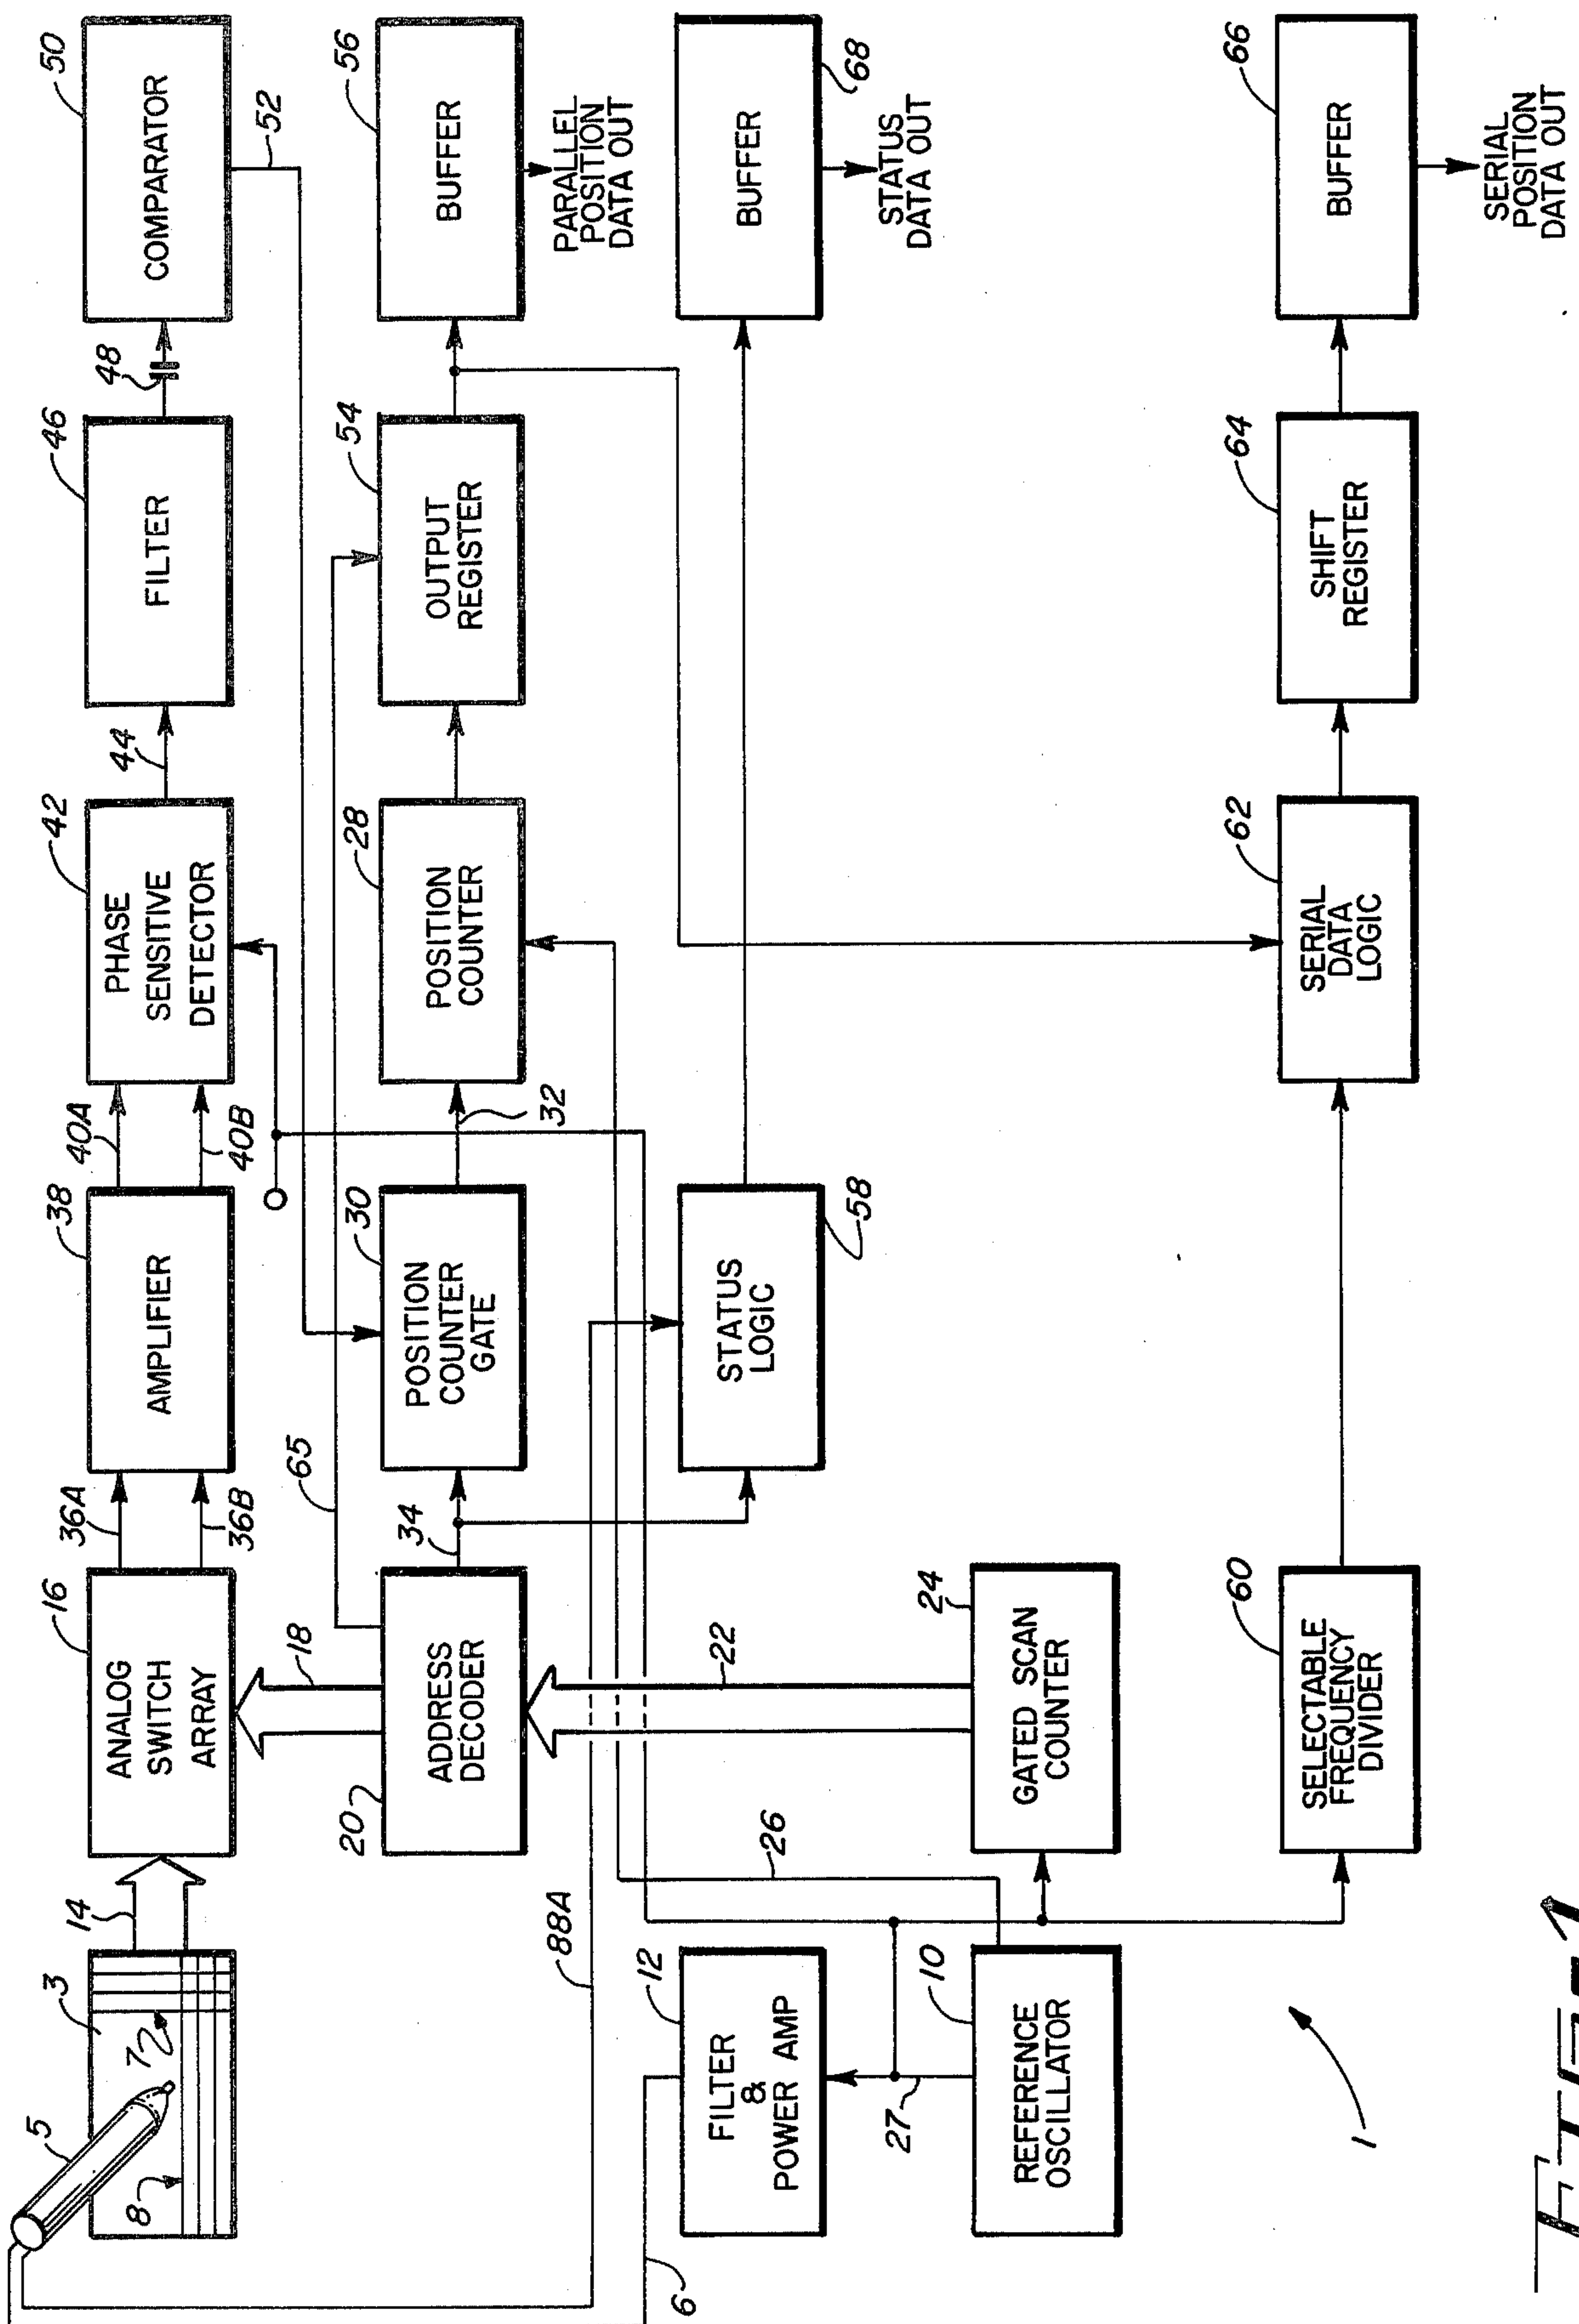 5
3
7
8
14
ANALOG
SWITCH
ARRAY
16
36A
36B
AMPLIFIER
38
40A
40B
PHASE
SENSITIVE
DETECTOR
42
44
FILTER
46
48
COMPARATOR
50
52
18
20
ADDRESS
DECODER
65
34
POSITION
COUNTER
GATE
30
32
POSITION
COUNTER
28
OUTPUT
REGISTER
54
BUFFER
56
PARALLEL
POSITION
DATA OUT
88A
22
STATUS
LOGIC
58
BUFFER
68
STATUS
DATA OUT
6
FILTER
&
POWER AMP
12
27
26
REFERENCE
OSCILLATOR
10
GATED SCAN
COUNTER
24
SELECTABLE
FREQUENCY
DIVIDER
60
SERIAL
DATA
LOGIC
62
SHIFT
REGISTER
64
BUFFER
66
SERIAL
POSITION
DATA OUT
1
FIG. 1